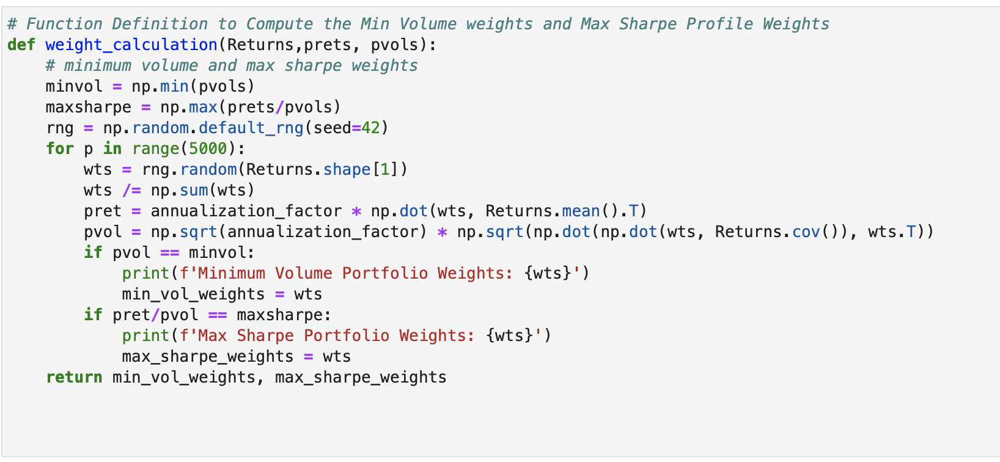 # Function Definition to Compute the Min Volume weights and Max Sharpe Profile Weights
def weight_calculation(Returns,prets, pvols):
    # minimum volume and max sharpe weights
    minvol = np.min(pvols)
    maxsharpe = np.max(prets/pvols)
    rng = np.random.default_rng(seed=42)
    for p in range(5000):
        wts = rng.random(Returns.shape[1])
        wts /= np.sum(wts)
        pret = annualization_factor * np.dot(wts, Returns.mean().T)
        pvol = np.sqrt(annualization_factor) * np.sqrt(np.dot(np.dot(wts, Returns.cov()), wts.T))
        if pvol == minvol:
            print(f'Minimum Volume Portfolio Weights: {wts}')
            min_vol_weights = wts
        if pret/pvol == maxsharpe:
            print(f'Max Sharpe Portfolio Weights: {wts}')
            max_sharpe_weights = wts
    return min_vol_weights, max_sharpe_weights